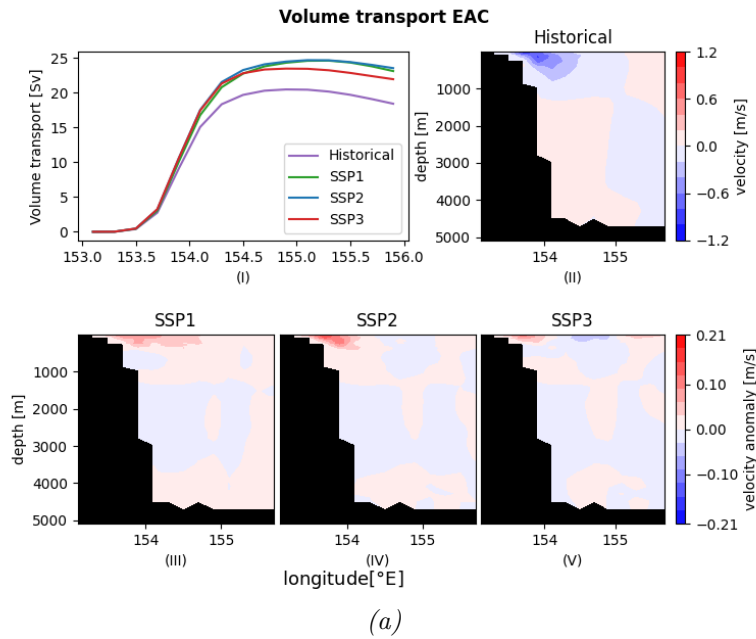 Volume transport EAC
Volume transport [Sv]
25
20
15
10
5
0
153.0 153.5 154.0 154.5 155.0 155.5 156.0
(I)
Historical
SSP1
SSP2
SSP3
Historical
depth [m]
1000
2000
3000
4000
5000
154 155
(II)
1.2
0.6
0.0
−0.6
−1.2
velocity [m/s]
SSP1
depth [m]
1000
2000
3000
4000
5000
154 155
(III)
SSP2
154 155
(IV)
SSP3
154 155
(V)
0.21
0.10
0.00
−0.10
−0.21
velocity anomaly [m/s]
longitude[°E]
(a)